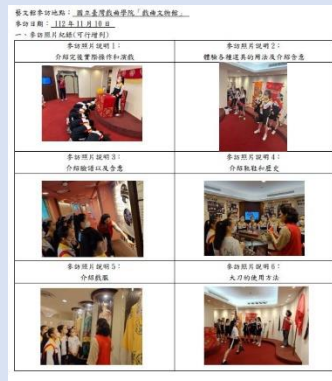 藝文館參訪地點：國立臺灣戲曲學院「戲曲文物館」
參訪日期：112年11月10日
一、參訪照片紀錄(可行增列)
參訪照片說明1：
介紹完後實際操作和演戲
參訪照片說明2：
體驗各種道具的用法及介紹含意
參訪照片說明3：
介紹臉譜以及含意
參訪照片說明4：
介紹靴鞋和歷史
參訪照片說明5：
介紹戲服
參訪照片說明6：
大刀的使用方法